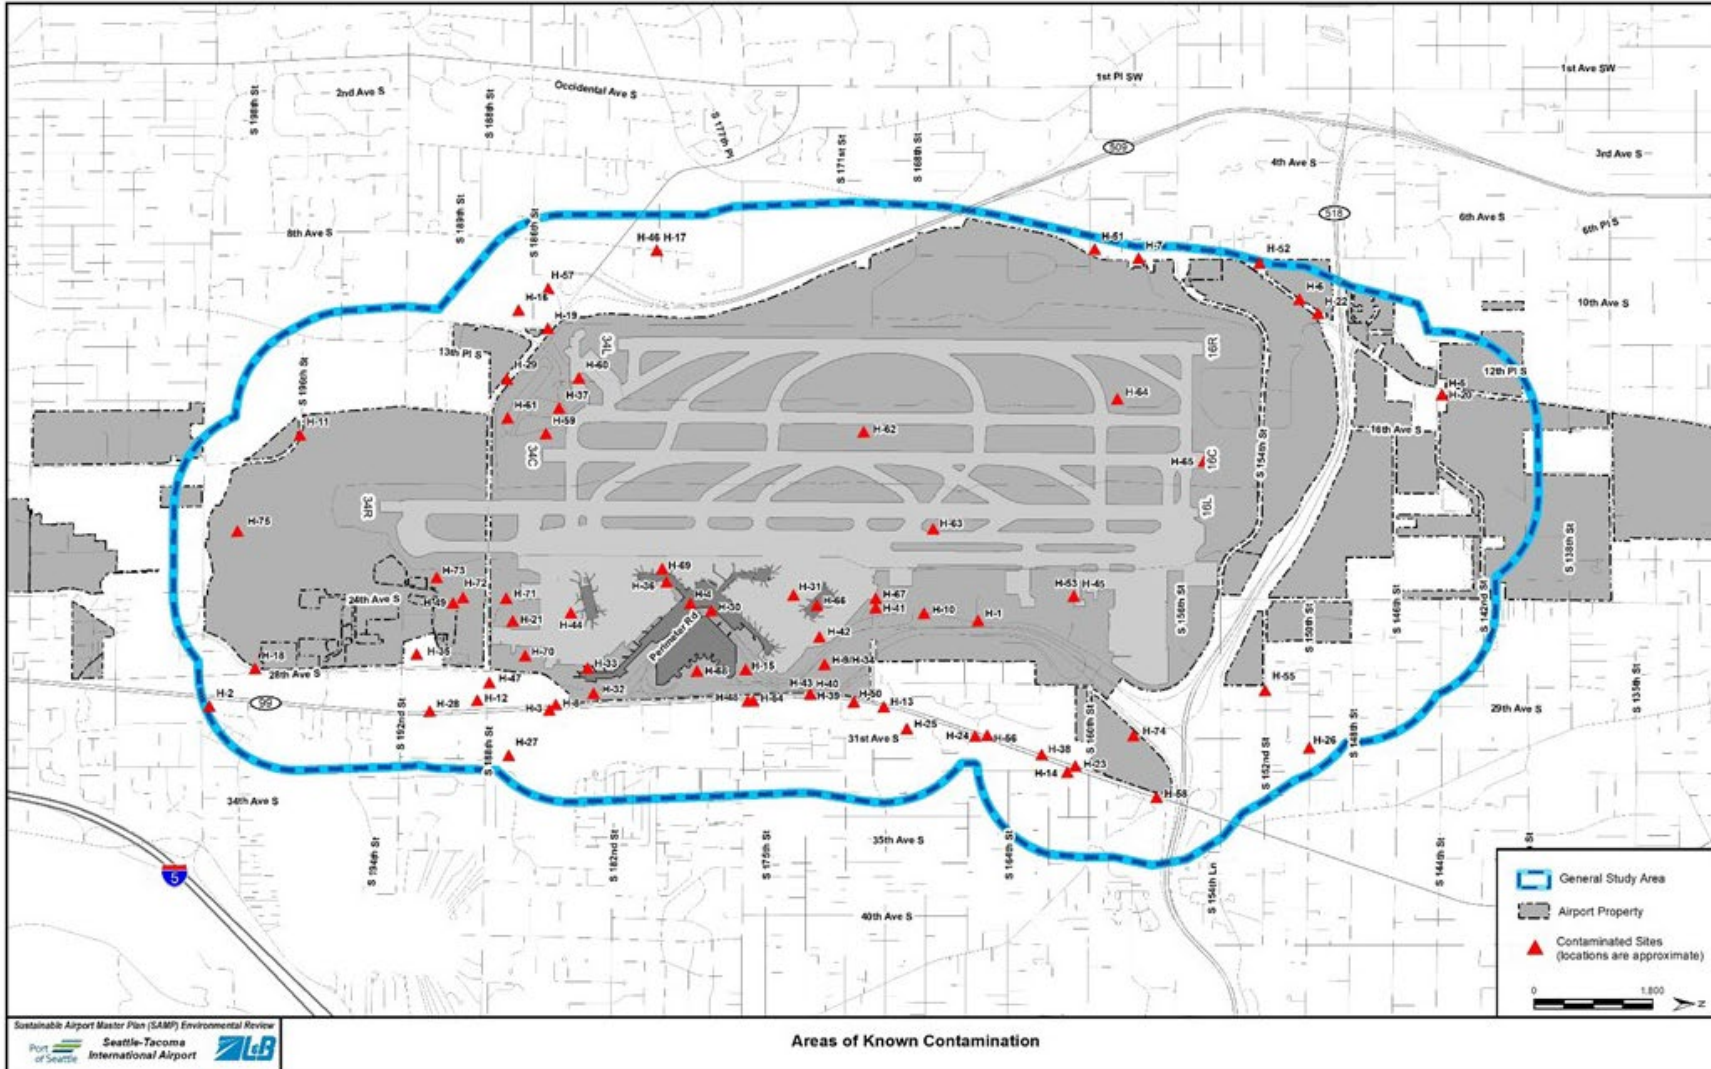 1st Pl SW
1st Ave SW
2nd Ave S
Occidental Ave S
S 198th St
S 188th St
S 177th Pl
S 171st St
S 168th St
509
4th Ave S
3rd Ave S
518
6th Ave S
6th Pl S
8th Ave S
S 189th St
S 186th St
H-46 H-17
H-51
H-7
H-52
H-57
H-16
H-19
H-6
H-22
10th Ave S
13th Pl S
34L
16R
H-29
H-60
H-37
H-61
H-59
H-64
H-5
H-20
12th Pl S
S 196th St
H-11
34C
H-62
H-65
16C
S 154th St
16th Ave S
34R
16L
H-75
H-63
S 138th St
H-73
H-72
H-49
24th Ave S
H-71
H-21
H-44
H-69
H-36
H-4
H-30
H-31
H-66
H-67
H-41
H-10
H-1
H-53
H-45
S 156th St
S 150th St
S 146th St
S 142nd St
H-42
Perimeter Rd
H-35
H-70
H-33
H-68
H-15
H-9/H-34
H-18
28th Ave S
H-47
H-2
99
H-28
H-12
H-3
H-8
H-32
H-48
H-54
H-43
H-40
H-39
H-50
H-13
H-55
S 135th St
29th Ave S
S 192nd St
S 188th St
H-27
31st Ave S
H-25
H-24
H-56
H-38
H-14
H-23
S 160th St
H-74
H-58
S 152nd St
H-26
S 148th St
34th Ave S
S 194th St
S 182nd St
S 175th St
35th Ave S
S 164th St
S 154th Ln
S 144th St
5
40th Ave S
General Study Area
Airport Property
Contaminated Sites
(locations are approximate)
0 1,800
N
Sustainable Airport Master Plan (SAMP) Environmental Review
Port of Seattle
Seattle-Tacoma
International Airport
L&B
Areas of Known Contamination